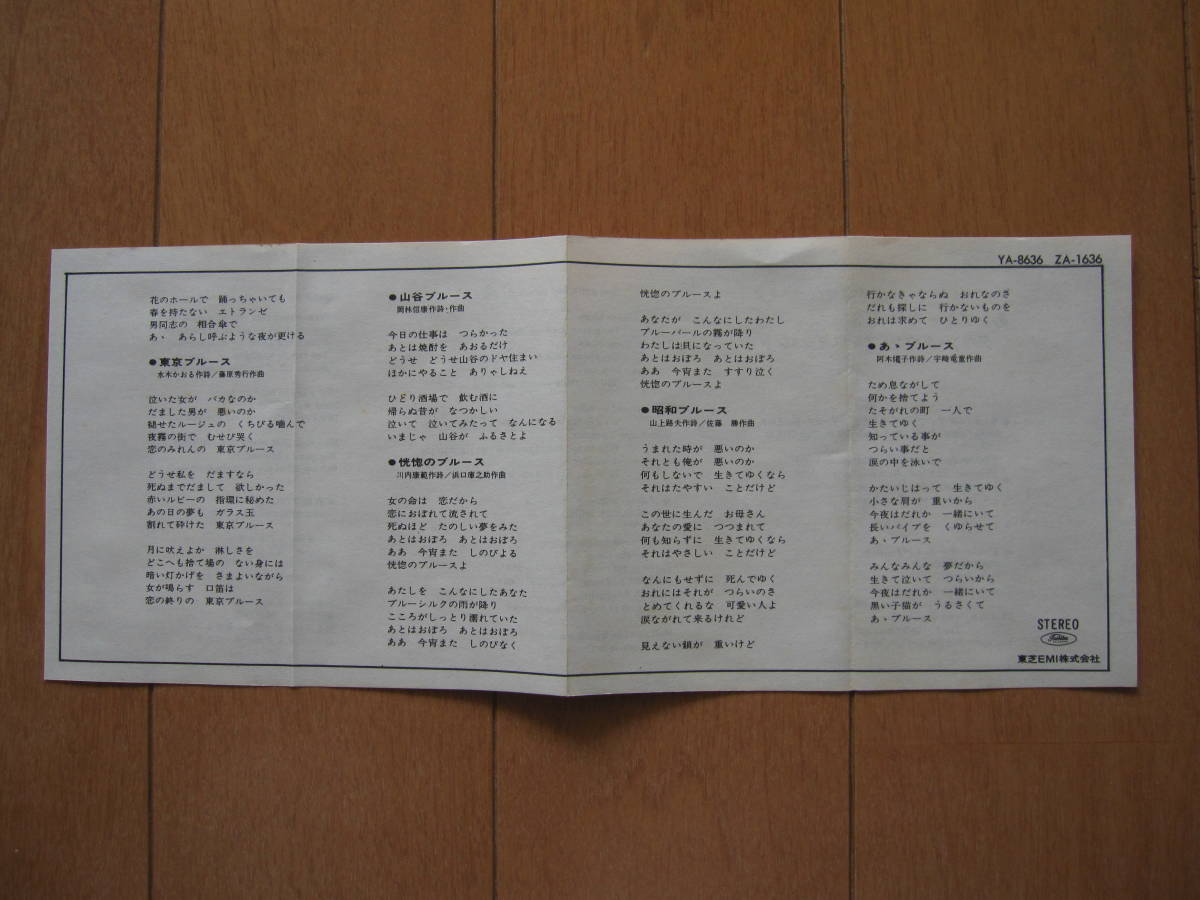 YA-8636 ZA-1636
花のホールで 踊っちゃいても
春を持たない エトランゼ
男同志の 相合傘で
あゝ あらし呼ぶような夜が更ける
●東京ブルース
水木かおる作詩／藤原秀行作曲
泣いた女が バカなのか
だました男が 悪いのか
褪せたルージュの くちびる噛んで
夜霧の街で むせび哭く
恋のみれんの 東京ブルース
どうせ私を だますなら
死ぬまでだまして 欲しかった
赤いルビーの 指環に秘めた
あの日の夢も ガラス玉
割れて砕けた 東京ブルース
月に吠えよか 淋しさを
どこへも捨て場の ない身には
暗い灯かげを さまよいながら
女が鳴らす 口笛は
恋の終りの 東京ブルース
●山谷ブルース
岡林信康作詩・作曲
今日の仕事は つらかった
あとは焼酎を あおるだけ
どうせ どうせ山谷のドヤ住まい
ほかにやること ありゃしねえ
ひとり酒場で 飲む酒に
帰らぬ昔が なつかしい
泣いて 泣いてみたって なんになる
いまじゃ 山谷が ふるさとよ
●恍惚のブルース
川内康範作詩／浜口庫之助作曲
女の命は 恋だから
恋におぼれて 流されて
死ぬほど たのしい夢をみた
あとはおぼろ あとはおぼろ
ああ 今宵また しのびよる
恍惚のブルースよ
あたしを こんなにしたあなた
ブルーシルクの雨が降り
こころがしっとり濡れていた
あとはおぼろ あとはおぼろ
ああ 今宵また しのびなく
恍惚のブルースよ
あなたが こんなにしたわたし
ブルーパールの霧が降り
わたしは貝になっていた
あとはおぼろ あとはおぼろ
ああ 今宵また すすり泣く
恍惚のブルースよ
●昭和ブルース
山上路夫作詩／佐藤 勝作曲
うまれた時が 悪いのか
それとも俺が 悪いのか
何もしないで 生きてゆくなら
それはたやすい ことだけど
この世に生んだ お母さん
あなたの愛に つつまれて
何も知らずに 生きてゆくなら
それはやさしい ことだけど
なんにもせずに 死んでゆく
おれにはそれが つらいのさ
とめてくれるな 可愛い人よ
涙ながれて来るけれど
見えない鎖が 重いけど
行かなきゃならぬ おれなのさ
だれも探しに 行かないものを
おれは求めて ひとりゆく
●あゝブルース
阿木燿子作詩／宇崎竜童作曲
ため息ながして
何かを捨てよう
たそがれの町 一人で
生きてゆく
知っている事が
つらい事だと
涙の中を泳いで
かたいじはって 生きてゆく
小さな肩が 重いから
今夜はだれか 一緒にいて
長いパイプを くゆらせて
あゝブルース
みんなみんな 夢だから
生きて泣いて つらいから
今夜はだれか 一緒にいて
黒い子猫が うるさくて
あゝブルース
STEREO
Toshiba
東芝EMI株式会社